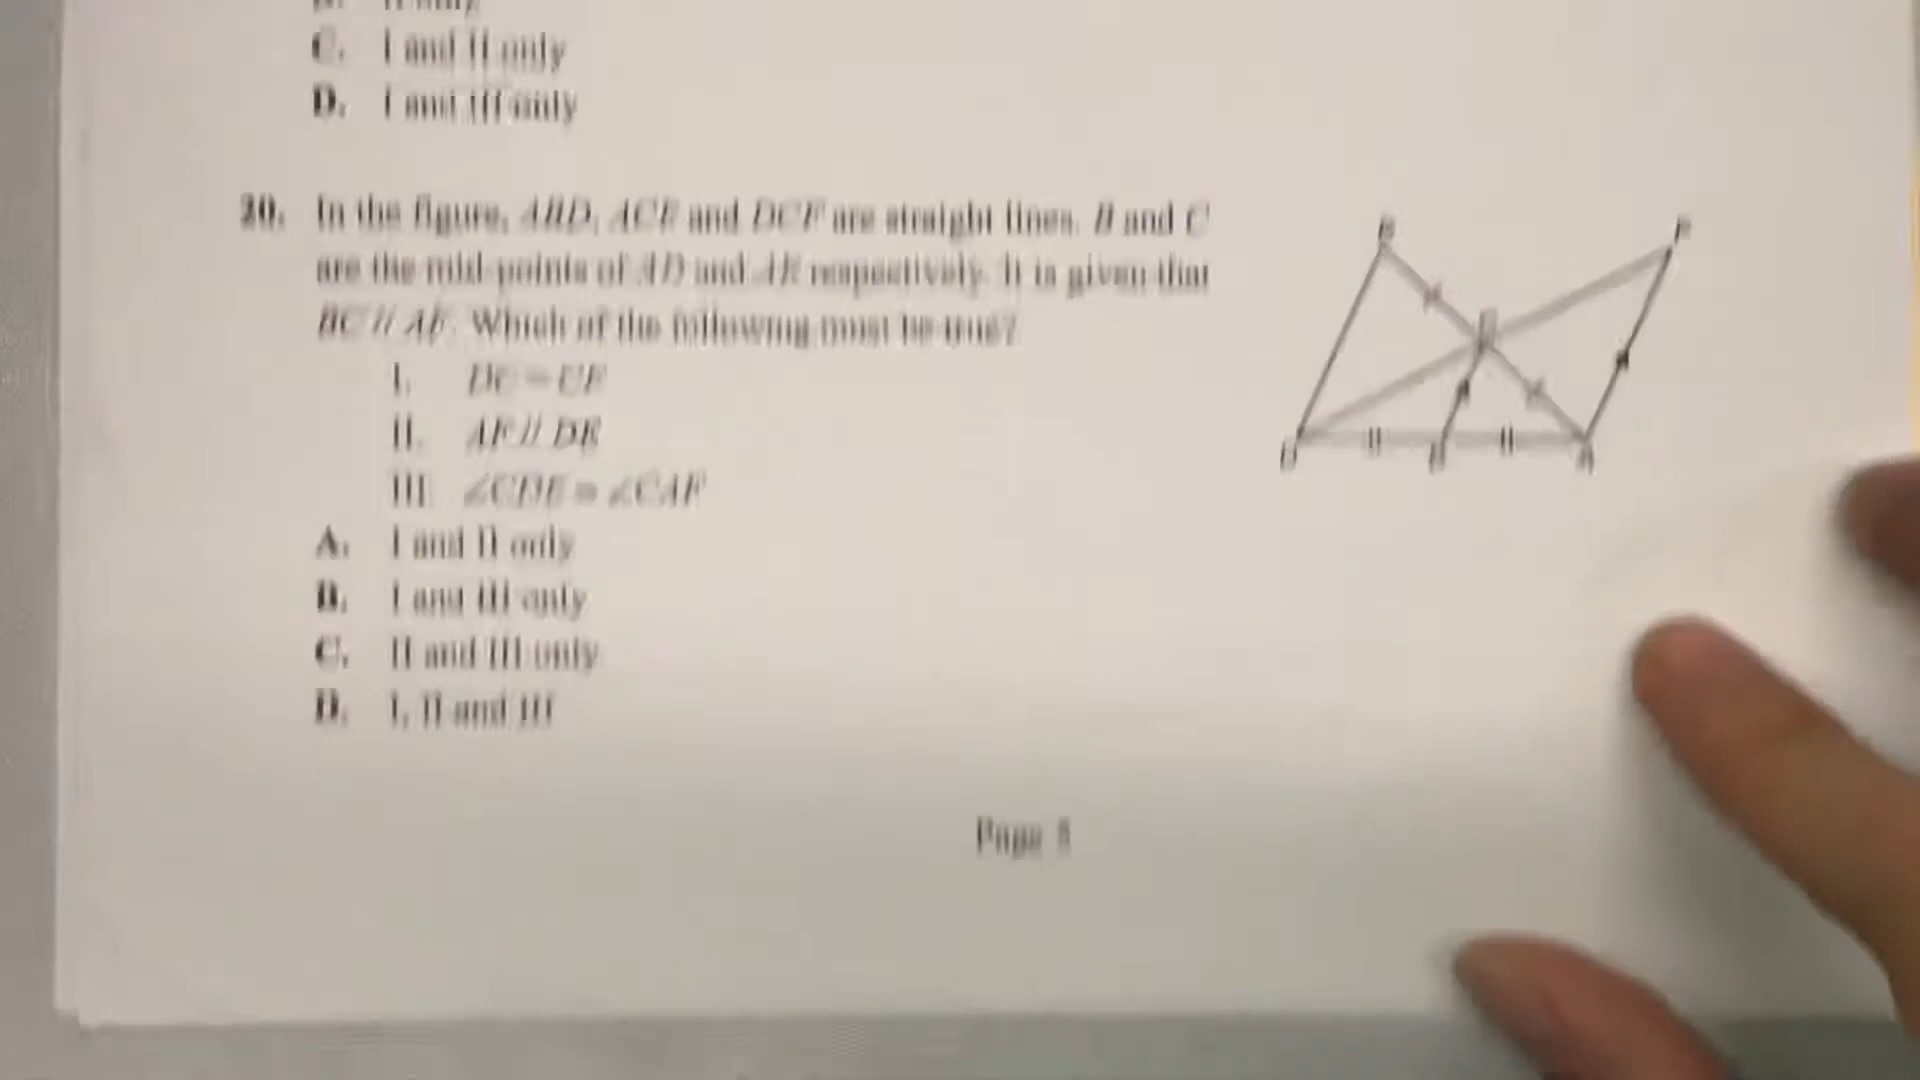 C. I and II only
D. I and III only
20. In the figure, ABD, ACE and DCF are straight lines. B and C
are the mid-points of AD and AE respectively. It is given that
BC // AF. Which of the following must be true?
I. DC = CF
II. AF // DE
III. ∠CDE = ∠CAF
A. I and II only
B. I and III only
C. II and III only
D. I, II and III
E
F
C
D
B
A
Page 5